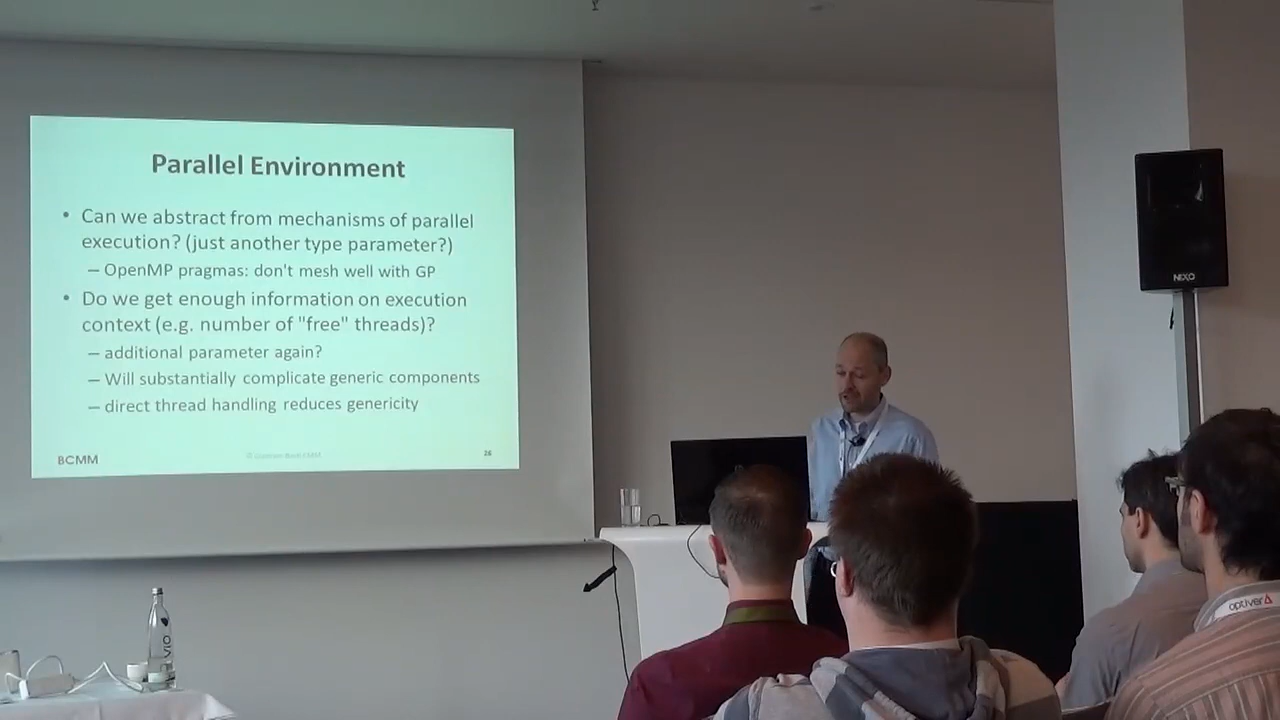 Parallel Environment
• Can we abstract from mechanisms of parallel
execution? (just another type parameter?)
– OpenMP pragmas: don't mesh well with GP
• Do we get enough information on execution
context (e.g. number of "free" threads)?
– additional parameter again?
– Will substantially complicate generic components
– direct thread handling reduces genericity
BCMM
26
NEXO
optiver
VIO